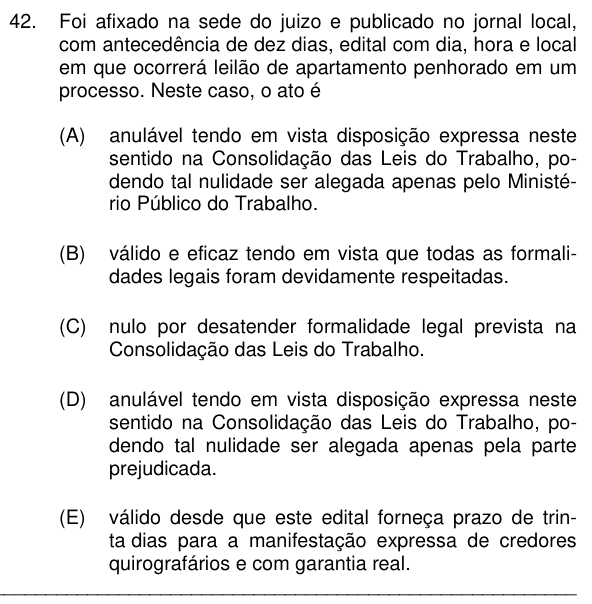 42. Foi afixado na sede do juizo e publicado no jornal local,
com antecedência de dez dias, edital com dia, hora e local
em que ocorrerá leilão de apartamento penhorado em um
processo. Neste caso, o ato é
(A) anulável tendo em vista disposição expressa neste
sentido na Consolidação das Leis do Trabalho, po-
dendo tal nulidade ser alegada apenas pelo Ministé-
rio Público do Trabalho.
(B) válido e eficaz tendo em vista que todas as formali-
dades legais foram devidamente respeitadas.
(C) nulo por desatender formalidade legal prevista na
Consolidação das Leis do Trabalho.
(D) anulável tendo em vista disposição expressa neste
sentido na Consolidação das Leis do Trabalho, po-
dendo tal nulidade ser alegada apenas pela parte
prejudicada.
(E) válido desde que este edital forneça prazo de trin-
ta dias para a manifestação expressa de credores
quirografários e com garantia real.